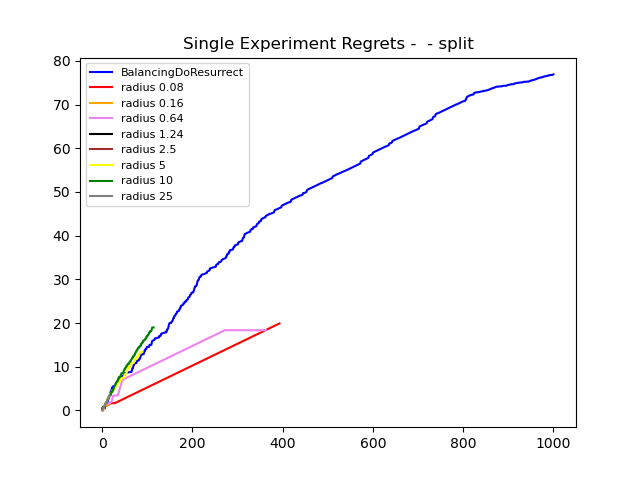 Single Experiment Regrets -  - split
80
70
60
50
40
30
20
10
0
BalancingDoResurrect
radius 0.08
radius 0.16
radius 0.64
radius 1.24
radius 2.5
radius 5
radius 10
radius 25
0 200 400 600 800 1000